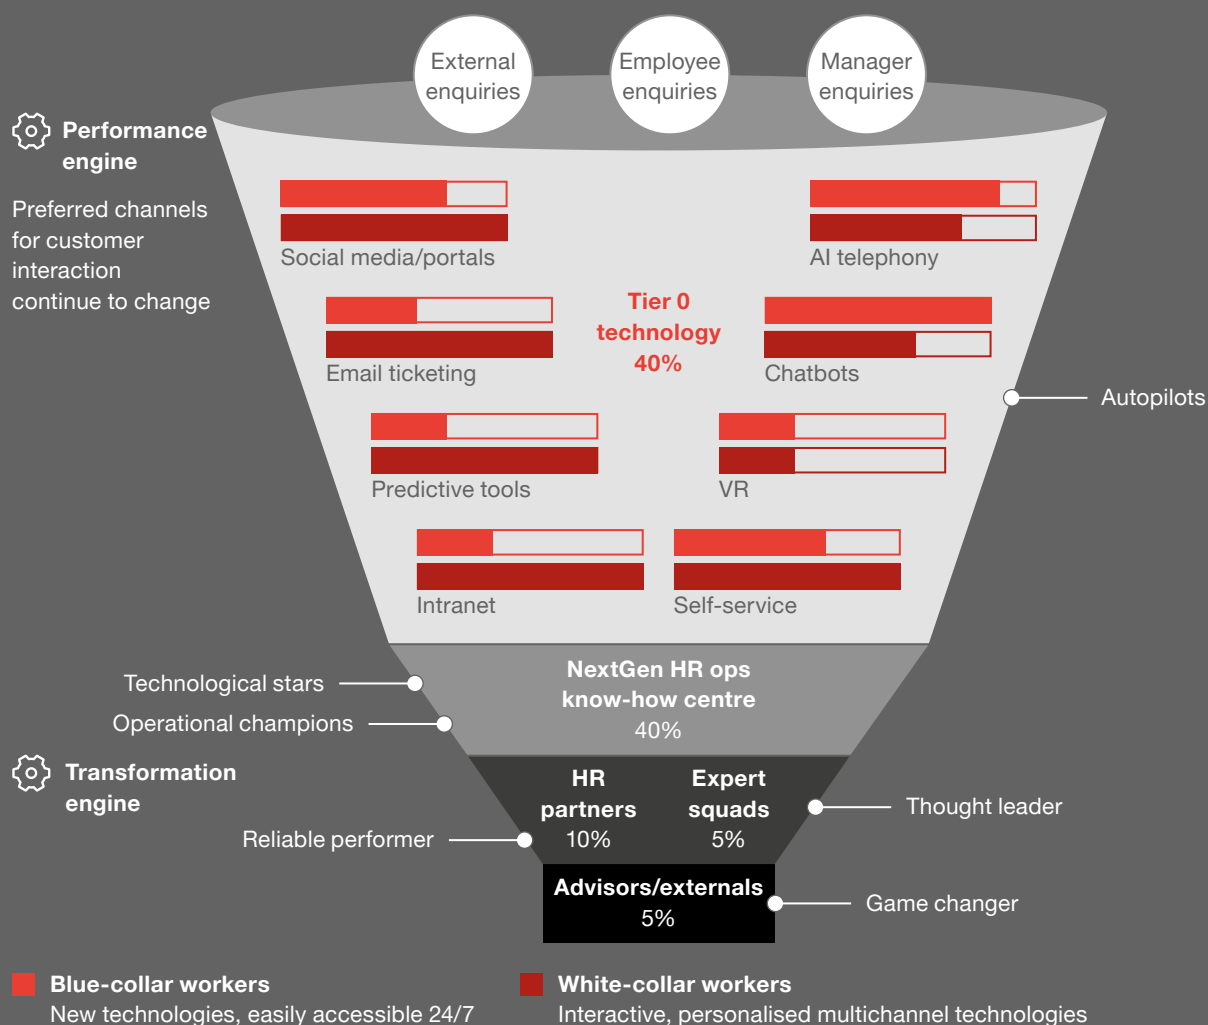 External
enquiries
Employee
enquiries
Manager
enquiries
Performance
engine
Preferred channels
for customer
interaction
continue to change
Social media/portals
AI telephony
Tier 0
technology
40%
Email ticketing
Chatbots
Autopilots
Predictive tools
VR
Intranet
Self-service
NextGen HR ops
know-how centre
40%
Technological stars
Operational champions
Transformation
engine
HR
partners
10%
Expert
squads
5%
Thought leader
Reliable performer
Advisors/externals
5%
Game changer
Blue-collar workers
New technologies, easily accessible 24/7
White-collar workers
Interactive, personalised multichannel technologies